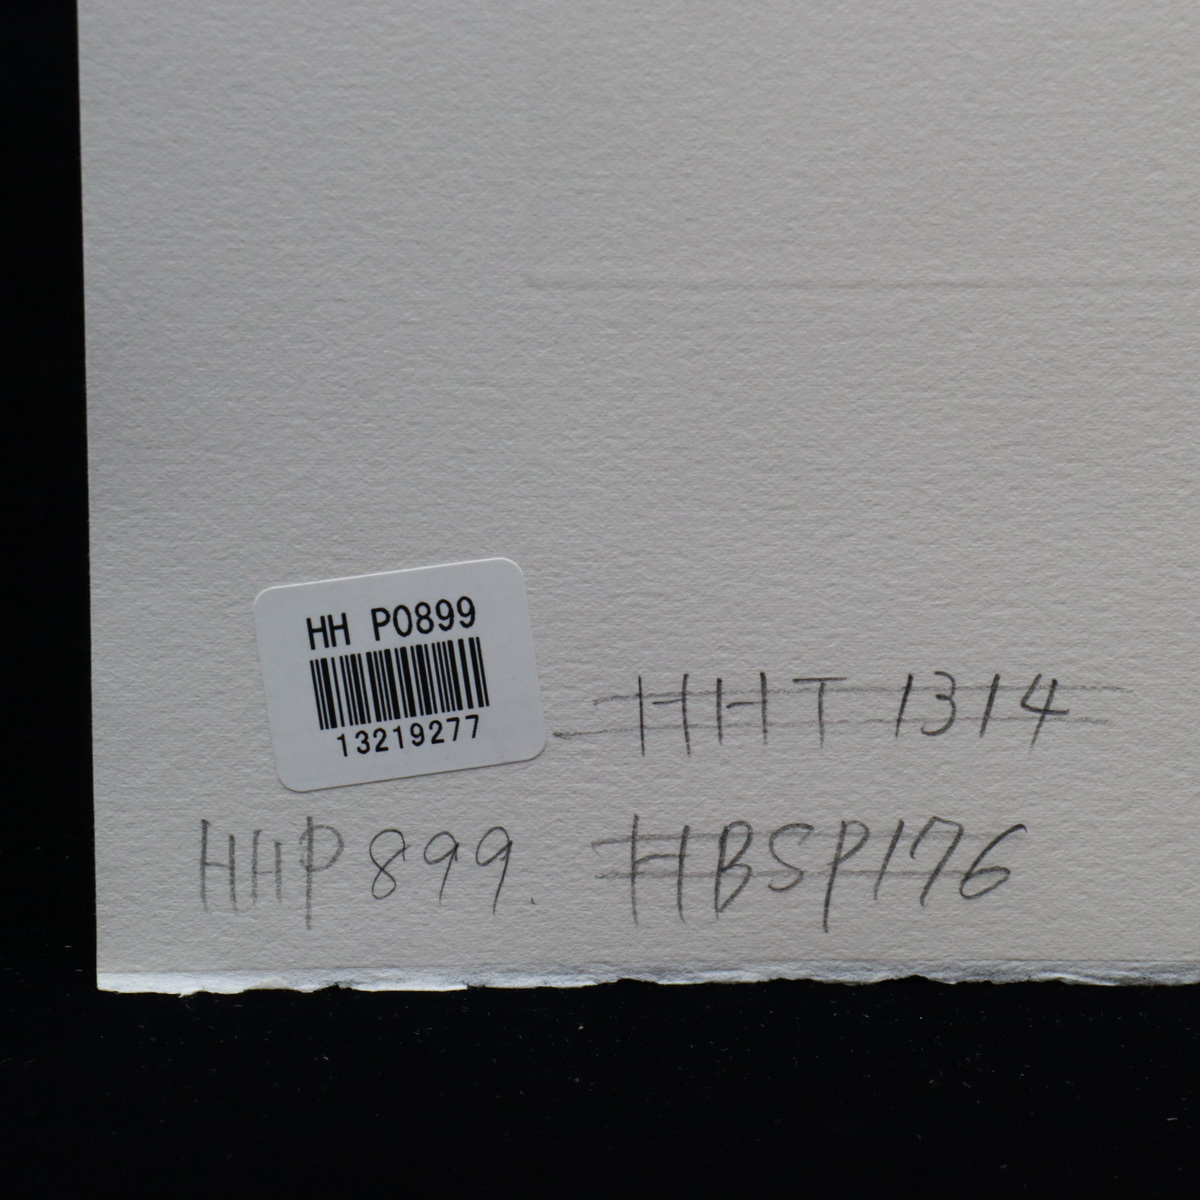 HH P0899
13219277
HHT 1314
HHP 899. HBSP176